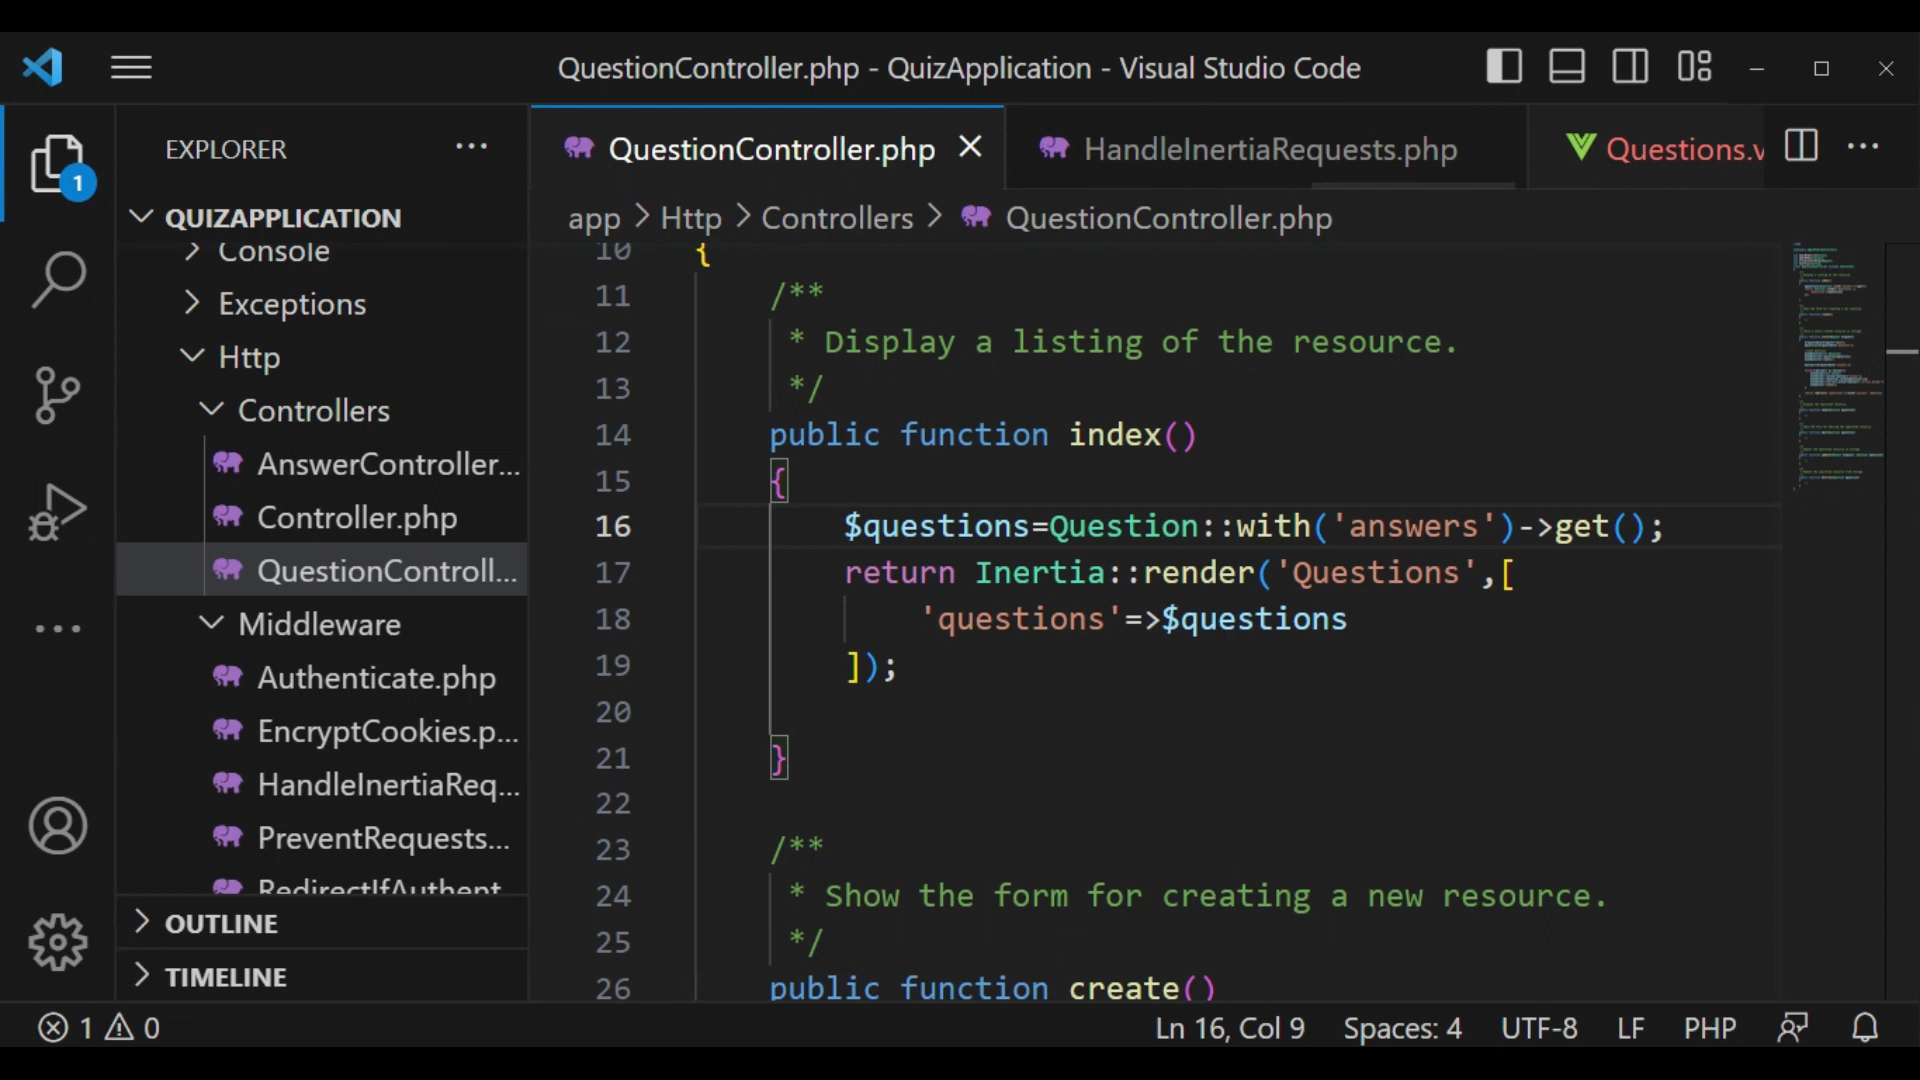 QuestionController.php - QuizApplication - Visual Studio Code
1
EXPLORER
QUIZAPPLICATION
Console
Exceptions
Http
Controllers
AnswerController...
Controller.php
QuestionControll...
Middleware
Authenticate.php
EncryptCookies.p...
HandleInertiaReq...
PreventRequests...
RedirectIfAuthent
OUTLINE
TIMELINE
QuestionController.php
HandleInertiaRequests.php
Questions.v
app > Http > Controllers > QuestionController.php
10 {
11 /**
12 * Display a listing of the resource.
13 */
14 public function index()
15 {
16 $questions=Question::with('answers')->get();
17 return Inertia::render('Questions',[
18 'questions'=>$questions
19 ]);
20
21 }
22
23 /**
24 * Show the form for creating a new resource.
25 */
26 public function create()
1 0
Ln 16, Col 9 Spaces: 4 UTF-8 LF PHP